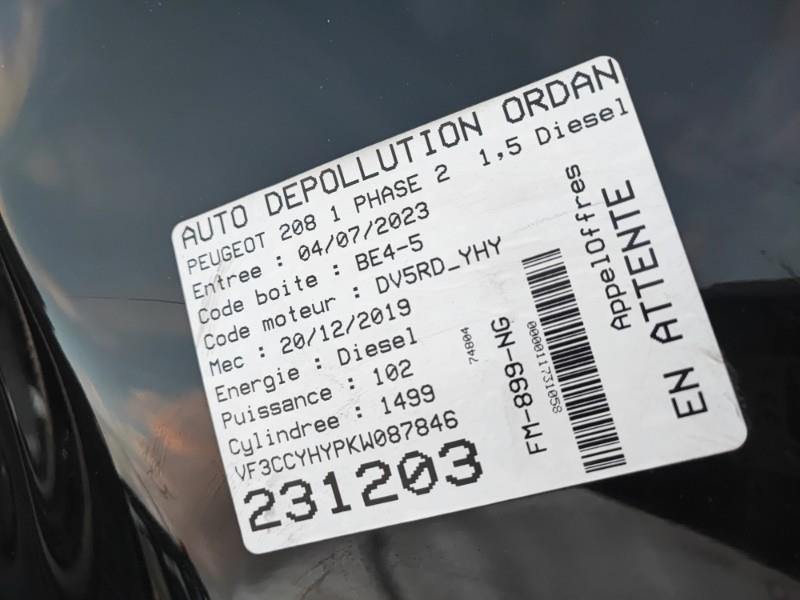 AUTO DEPOLLUTION ORDAN
PEUGEOT 208 1 PHASE 2 1,5 Diesel
Entree : 04/07/2023
Code boite : BE4-5
Code moteur : DV5RD_YHY
Mec : 20/12/2019
Energie : Diesel
Puissance : 102
Cylindree : 1499
VF3CCYHYPKW087846
231203
74804
FM-899-NG
0000011731058
AppelOffres
EN ATTENTE